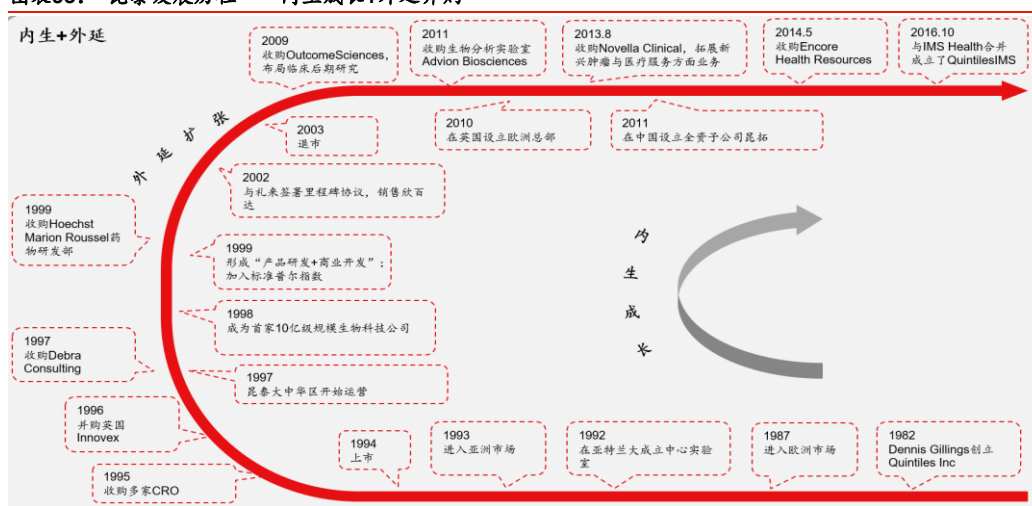 内生+外延
2009
收购OutcomeSciences,
布局临床后期研究
2011
收购生物分析实验室
Advion Biosciences
2013.8
收购Novella Clinical，拓展新
兴肿瘤与医疗服务方面业务
2014.5
收购Encore
Health Resources
2016.10
与IMS Health合并
成立了QuintilesIMS
外延扩张
2003
退市
2010
在英国设立欧洲总部
2011
在中国设立全资子公司昆拓
2002
与礼来签署里程碑协议，销售欣百
达
1999
收购Hoechst
Marion Roussel药
物研发部
1999
形成“产品研发+商业开发”；
加入标准普尔指数
内生成长
1998
成为首家10亿级规模生物科技公司
1997
收购Debra
Consulting
1997
昆泰大中华区开始运营
1996
并购英国
Innovex
1995
收购多家CRO
1994
上市
1993
进入亚洲市场
1992
在亚特兰大成立中心实验
室
1987
进入欧洲市场
1982
Dennis Gillings创立
Quintiles Inc